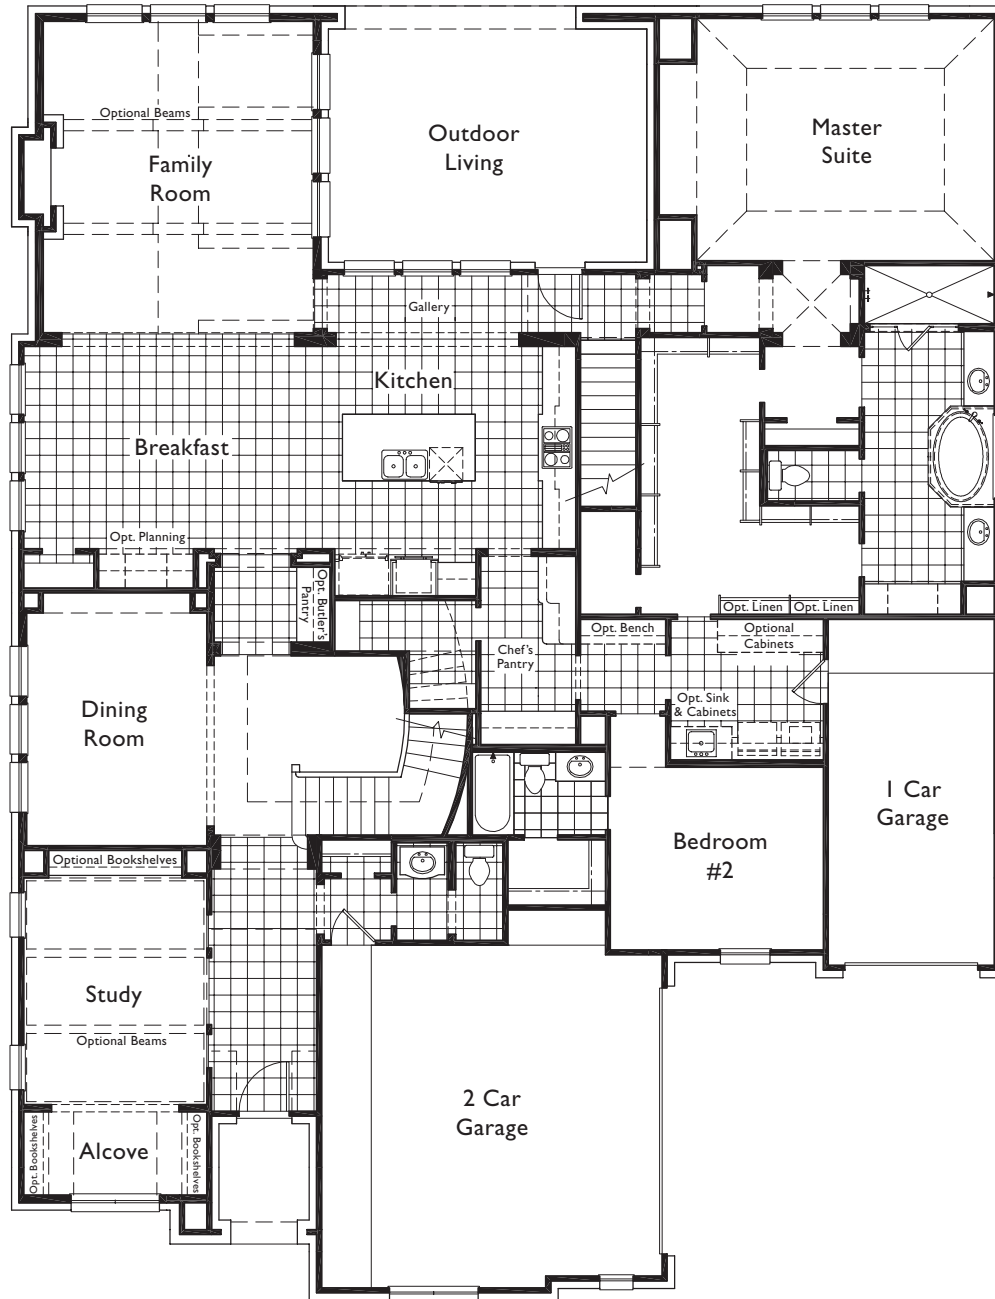 Optional Beams
Family
Room
Outdoor
Living
Master
Suite
Gallery
Kitchen
Breakfast
Opt. Planning
Opt. Butler's
Pantry
Opt. Linen
Opt. Linen
Opt. Bench
Optional
Cabinets
Chef's
Pantry
Opt. Sink
& Cabinets
Dining
Room
1 Car
Garage
Bedroom
#2
Optional Bookshelves
Study
Optional Beams
2 Car
Garage
Opt. Bookshelves
Alcove
Opt. Bookshelves